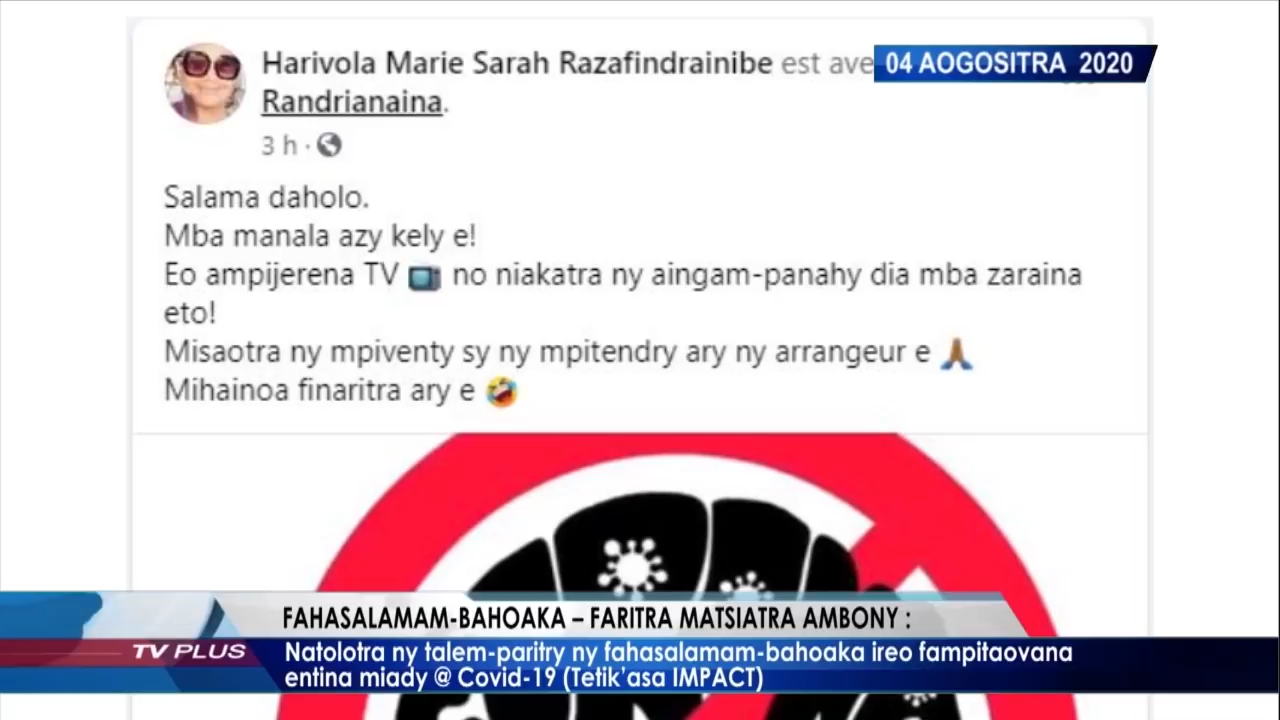 Harivola Marie Sarah Razafindrainibe est ave
04 AOGOSITRA 2020
Randrianaina.
3 h ·
Salama daholo.
Mba manala azy kely e!
Eo ampijerena TV 📺 no niakatra ny aingam-panahy dia mba zaraina
eto!
Misaotra ny mpiventy sy ny mpitendry ary ny arrangeur e 🙏🏾
Mihainoa finaritra ary e 🤣
FAHASALAMAM-BAHOAKA – FARITRA MATSIATRA AMBONY :
TV PLUS
Natolotra ny talem-paritry ny fahasalamam-bahoaka ireo fampitaovana
entina miady @ Covid-19 (Tetik'asa IMPACT)